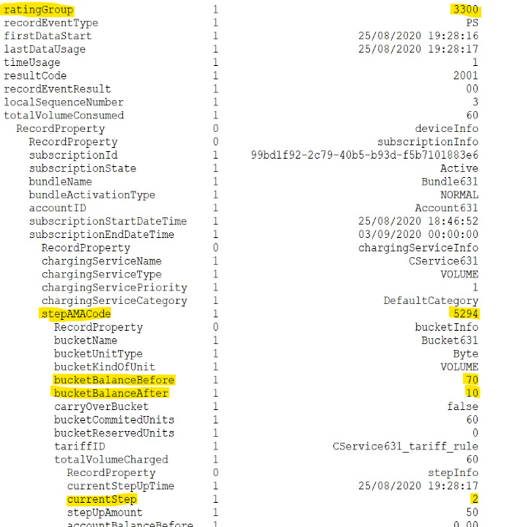 ratingGroup 1 3300
recordEventType 1 PS
firstDataStart 1 25/08/2020 19:28:16
lastDataUsage 1 25/08/2020 19:28:17
timeUsage 1 1
resultCode 1 2001
recordEventResult 1 00
localSequenceNumber 1 3
totalVolumeConsumed 1 60
RecordProperty 0 deviceInfo
RecordProperty 0 subscriptionInfo
subscriptionId 1 99bd1f92-2c79-40b5-b93d-f5b7101883e6
subscriptionState 1 Active
bundleName 1 Bundle631
bundleActivationType 1 NORMAL
accountID 1 Account631
subscriptionStartDateTime 1 25/08/2020 18:46:52
subscriptionEndDateTime 1 03/09/2020 00:00:00
RecordProperty 0 chargingServiceInfo
chargingServiceName 1 CService631
chargingServiceType 1 VOLUME
chargingServicePriority 1 1
chargingServiceCategory 1 DefaultCategory
stepAMACode 1 5294
RecordProperty 0 bucketInfo
bucketName 1 Bucket631
bucketUnitType 1 Byte
bucketKindOfUnit 1 VOLUME
bucketBalanceBefore 1 70
bucketBalanceAfter 1 10
carryOverBucket 1 false
bucketCommitedUnits 1 60
bucketReservedUnits 1 0
tariffID 1 CService631_tariff_rule
totalVolumeCharged 1 60
RecordProperty 0 stepInfo
currentStepUpTime 1 25/08/2020 19:28:17
currentStep 1 2
stepUpAmount 1 50
accountBalanceBefore 1 0.00